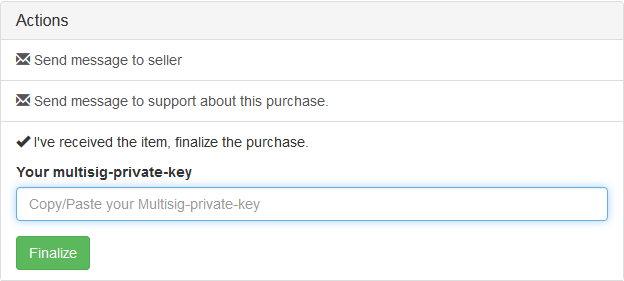 Actions
Send message to seller
Send message to support about this purchase.
I've received the item, finalize the purchase.
Your multisig-private-key
Copy/Paste your Multisig-private-key
Finalize